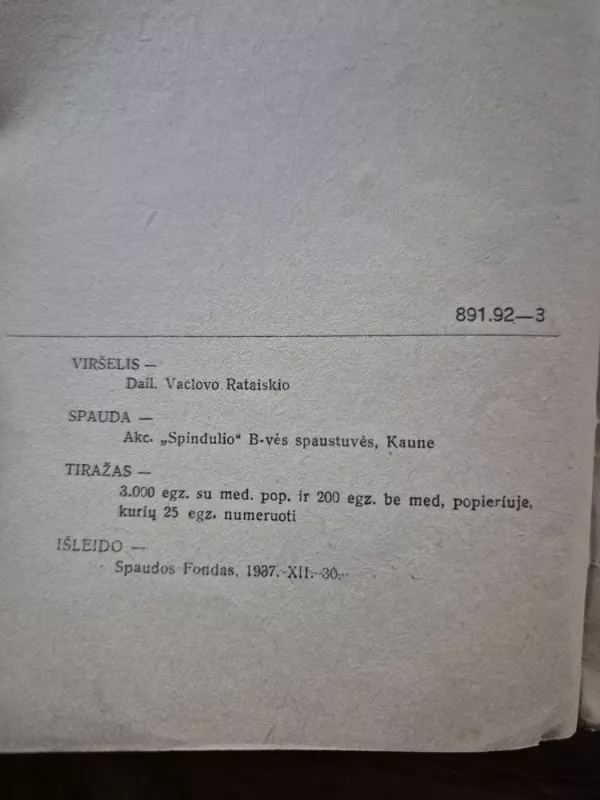 891.92—3
VIRŠELIS —
Dail. Vaclovo Rataiskio
SPAUDA —
Akc. „Spindulio“ B-vės spaustuvės, Kaune
TIRAŽAS —
3.000 egz. su med. pop. ir 200 egz. be med, popieriuje,
kurių 25 egz. numeruoti
IŠLEIDO —
Spaudos Fondas, 1937. XII. 30.